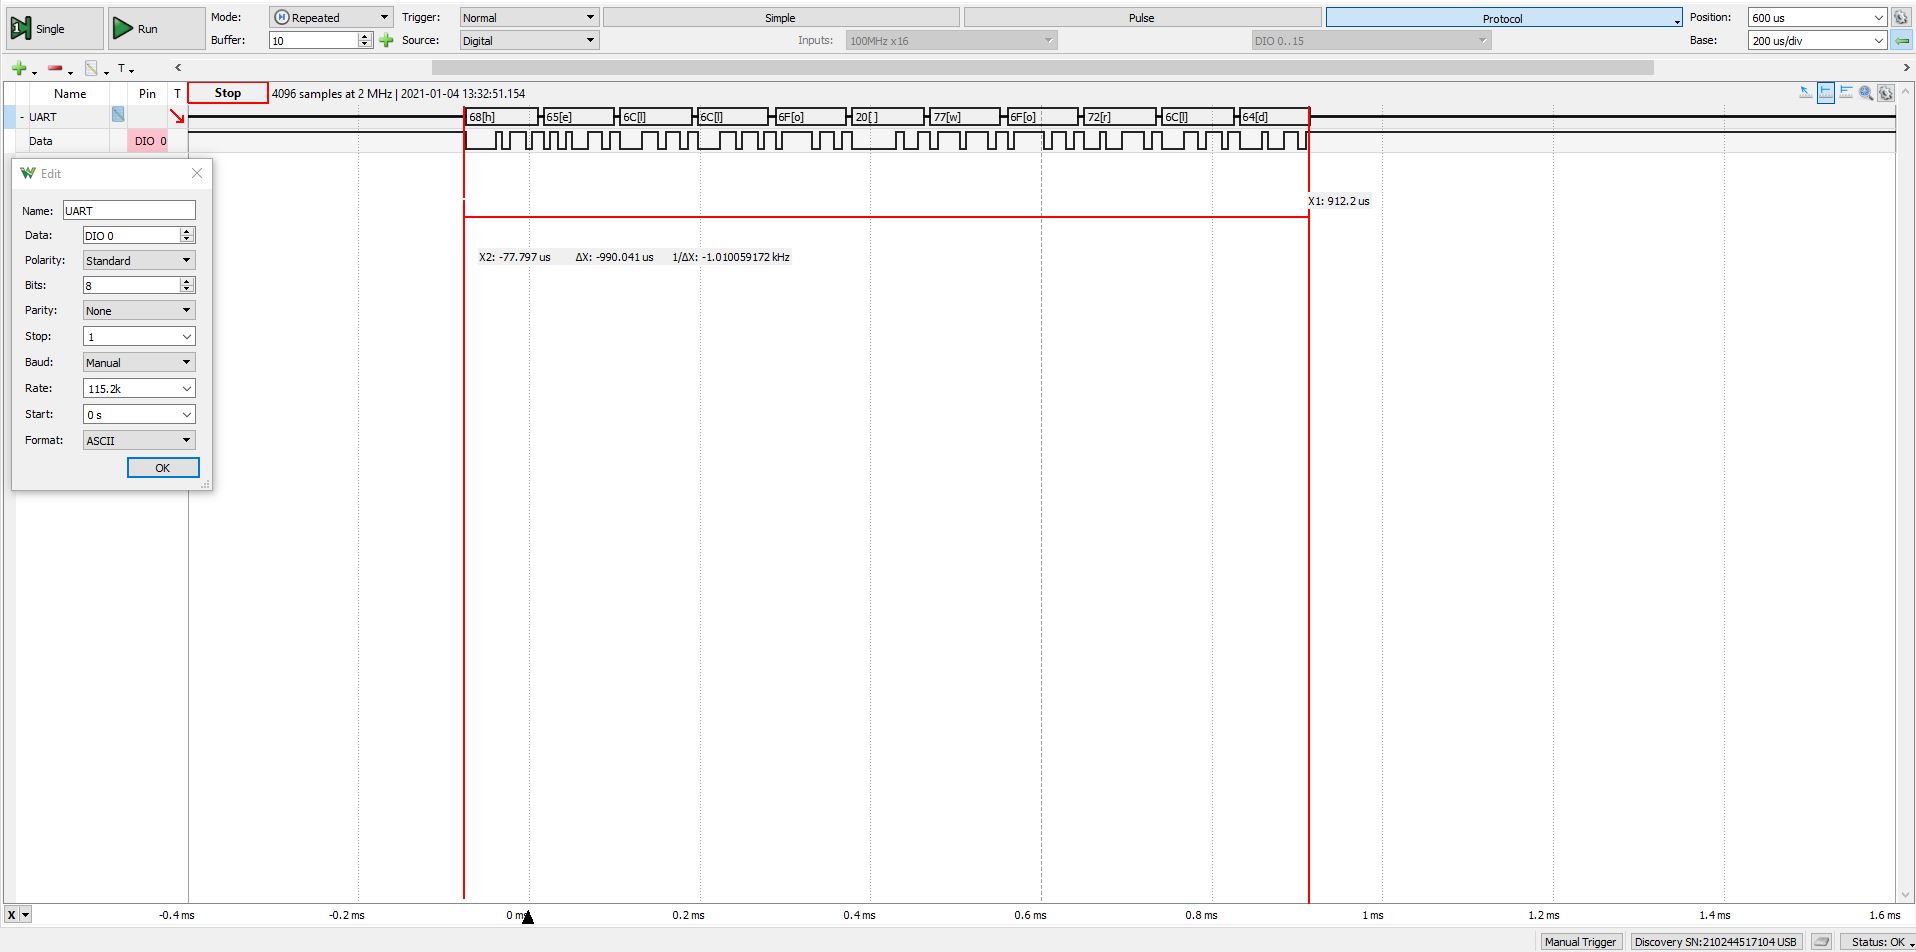 Single
Run
Mode: Repeated Trigger: Normal Simple Pulse Protocol Position: 600 us
Buffer: 10 Source: Digital Inputs: 100MHz x16 DIO 0..15 Base: 200 us/div
T
Name Pin T Stop 4096 samples at 2 MHz | 2021-01-04 13:32:51.154
- UART 68[h] 65[e] 6C[l] 6C[l] 6F[o] 20[ ] 77[w] 6F[o] 72[r] 6C[l] 64[d]
Data DIO 0
Edit
Name: UART
Data: DIO 0
Polarity: Standard
Bits: 8
Parity: None
Stop: 1
Baud: Manual
Rate: 115.2k
Start: 0 s
Format: ASCII
OK
X1: 912.2 us
X2: -77.797 us ΔX: -990.041 us 1/ΔX: -1.010059172 kHz
X -0.4 ms -0.2 ms 0 ms 0.2 ms 0.4 ms 0.6 ms 0.8 ms 1 ms 1.2 ms 1.4 ms 1.6 ms
Manual Trigger Discovery SN:210244517104 USB Status: OK